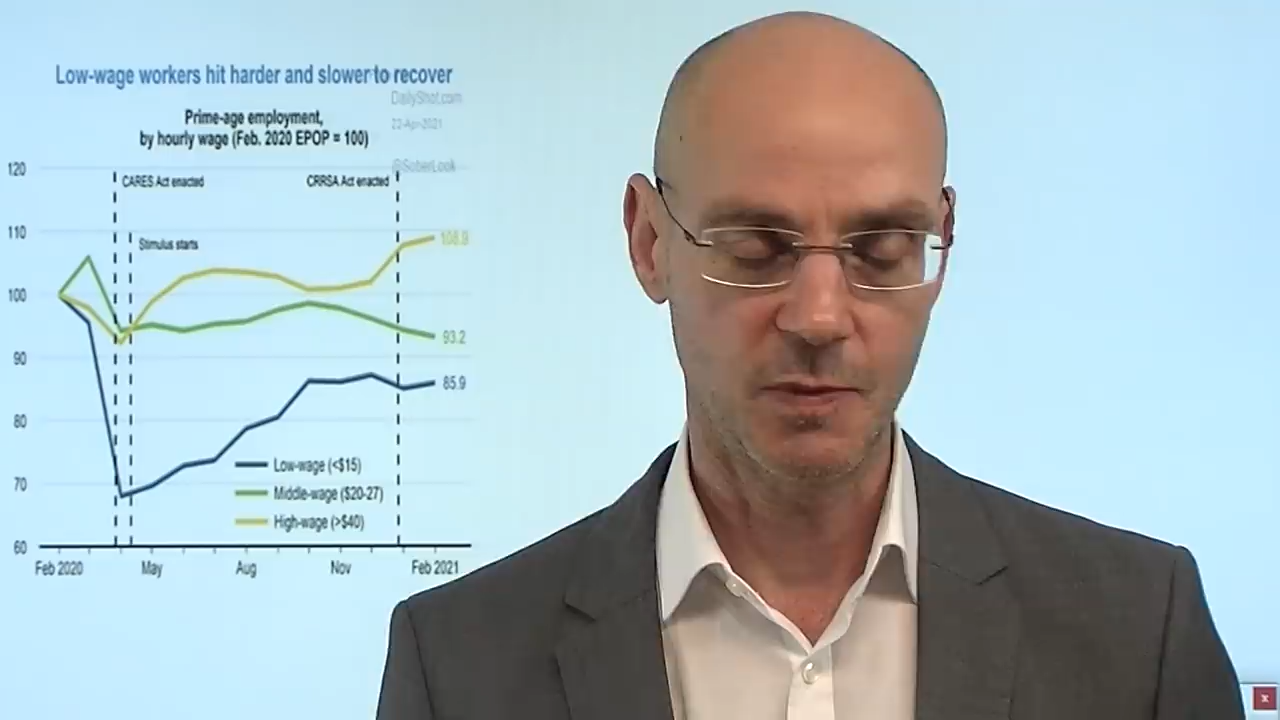 Low-wage workers hit harder and slower to recover
DailyShot.com
Prime-age employment,
22-Apr-2021
by hourly wage (Feb. 2020 EPOP = 100)
@SoberLook
120
CARES Act enacted
CRRSA Act enacted
110
Stimulus starts
108.9
100
93.2
90
85.9
80
Low-wage (<$15)
70
Middle-wage ($20-27)
High-wage (>$40)
60
Feb 2020
May
Aug
Nov
Feb 2021
x